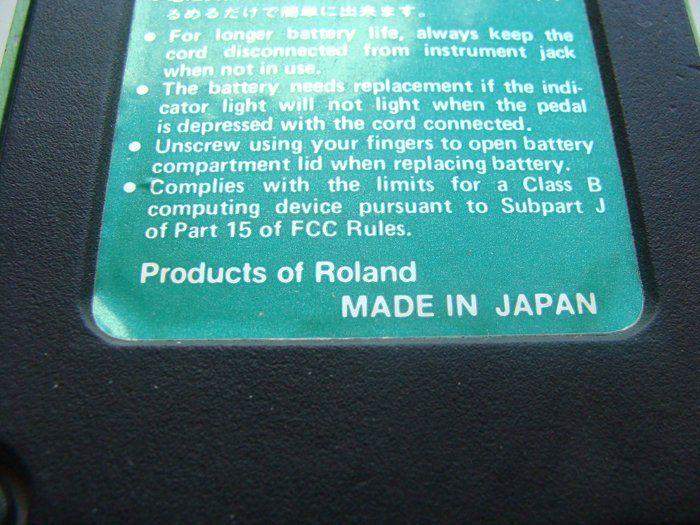 るめるだけで簡単に出来ます。
● For longer battery life, always keep the
cord disconnected from instrument jack
when not in use.
● The battery needs replacement if the indi-
cator light will not light when the pedal
is depressed with the cord connected.
● Unscrew using your fingers to open battery
compartment lid when replacing battery.
● Complies with the limits for a Class B
computing device pursuant to Subpart J
of Part 15 of FCC Rules.
Products of Roland
MADE IN JAPAN